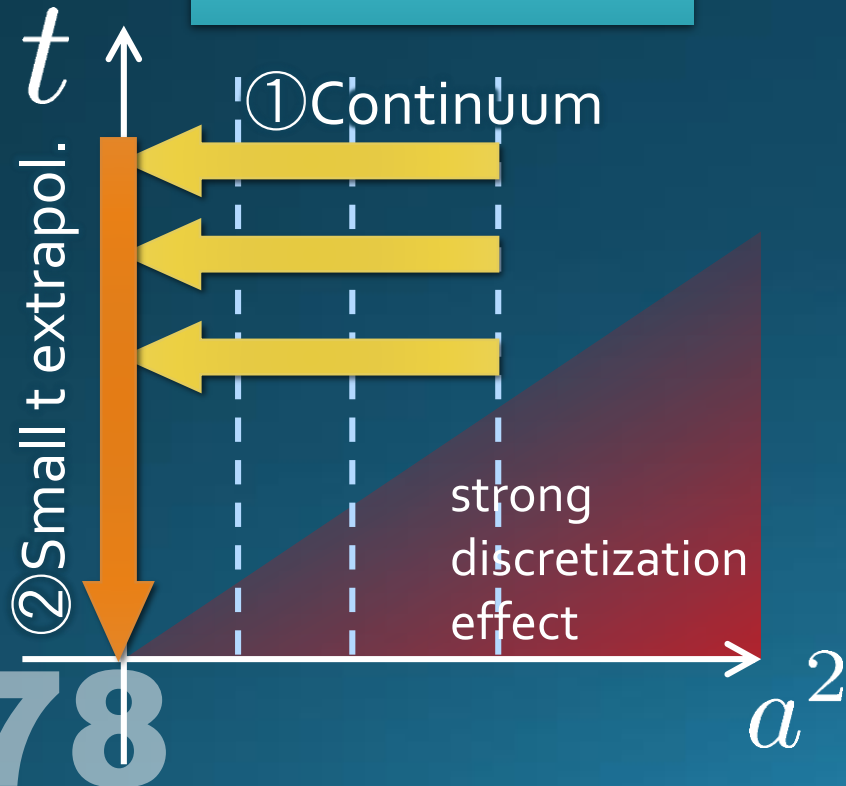 t
①Continuum
②Small t extrapol.
strong
discretization
effect
a²
78